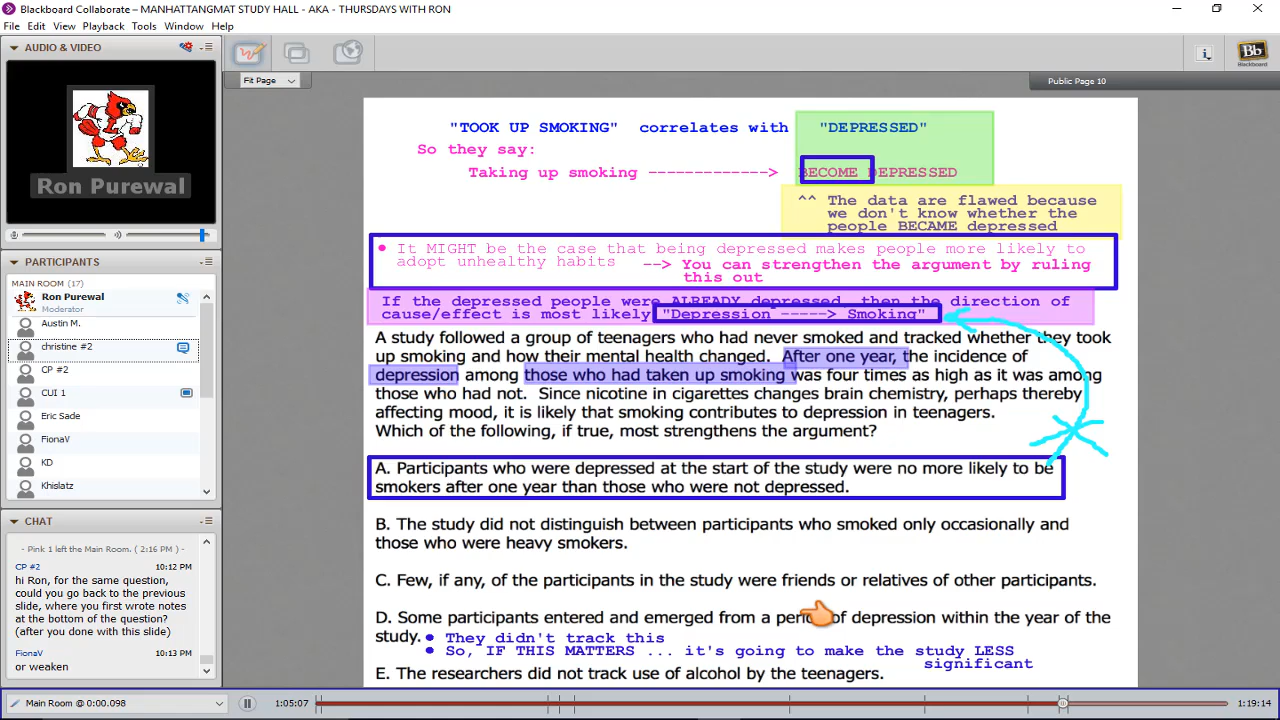 Blackboard Collaborate – MANHATTANGMAT STUDY HALL - AKA - THURSDAYS WITH RON
File Edit View Playback Tools Window Help
AUDIO & VIDEO
Ron Purewal
PARTICIPANTS
MAIN ROOM (17)
Ron Purewal
Moderator
Austin M.
christine #2
CP #2
CUI 1
Eric Sade
FionaV
KD
Khislatz
CHAT
- Pink 1 left the Main Room. ( 2:16 PM ) -
CP #2 10:12 PM
hi Ron, for the same question,
could you go back to the previous
slide, where you first wrote notes
at the bottom of the question?
(after you done with this slide)
FionaV 10:13 PM
or weaken
Main Room @ 0:00.098
1:05:07
1:19:14
Fit Page
Public Page 10
Bb
Blackboard
"TOOK UP SMOKING" correlates with "DEPRESSED"
So they say:
Taking up smoking -------------> BECOME DEPRESSED
^^ The data are flawed because
we don't know whether the
people BECAME depressed
• It MIGHT be the case that being depressed makes people more likely to
adopt unhealthy habits --> You can strengthen the argument by ruling
this out
If the depressed people were ALREADY depressed, then the direction of
cause/effect is most likely "Depression -----> Smoking"
A study followed a group of teenagers who had never smoked and tracked whether they took
up smoking and how their mental health changed. After one year, the incidence of
depression among those who had taken up smoking was four times as high as it was among
those who had not. Since nicotine in cigarettes changes brain chemistry, perhaps thereby
affecting mood, it is likely that smoking contributes to depression in teenagers.
Which of the following, if true, most strengthens the argument?
A. Participants who were depressed at the start of the study were no more likely to be
smokers after one year than those who were not depressed.
B. The study did not distinguish between participants who smoked only occasionally and
those who were heavy smokers.
C. Few, if any, of the participants in the study were friends or relatives of other participants.
D. Some participants entered and emerged from a period of depression within the year of the
study. • They didn't track this
• So, IF THIS MATTERS ... it's going to make the study LESS
significant
E. The researchers did not track use of alcohol by the teenagers.